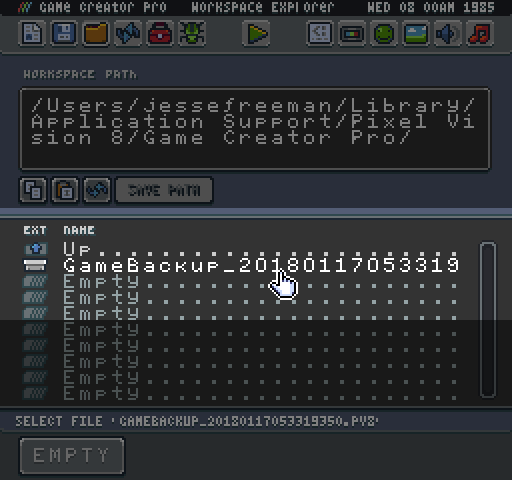 GAME CREATOR PRO WORKSPACE EXPLORER WED 08 00AM 1985
WORKSPACE PATH
/Users/jessefreeman/Library/
Application Support/Pixel Vi
sion 8/Game Creator Pro/
SAVE PATH
EXT NAME
Up..................
GameBackup_20180117053319
Empty...................
Empty...................
Empty...................
Empty...................
Empty...................
Empty...................
Empty...................
Empty...................
SELECT FILE 'GAMEBACKUP_20180117053319350.PV8'
EMPTY